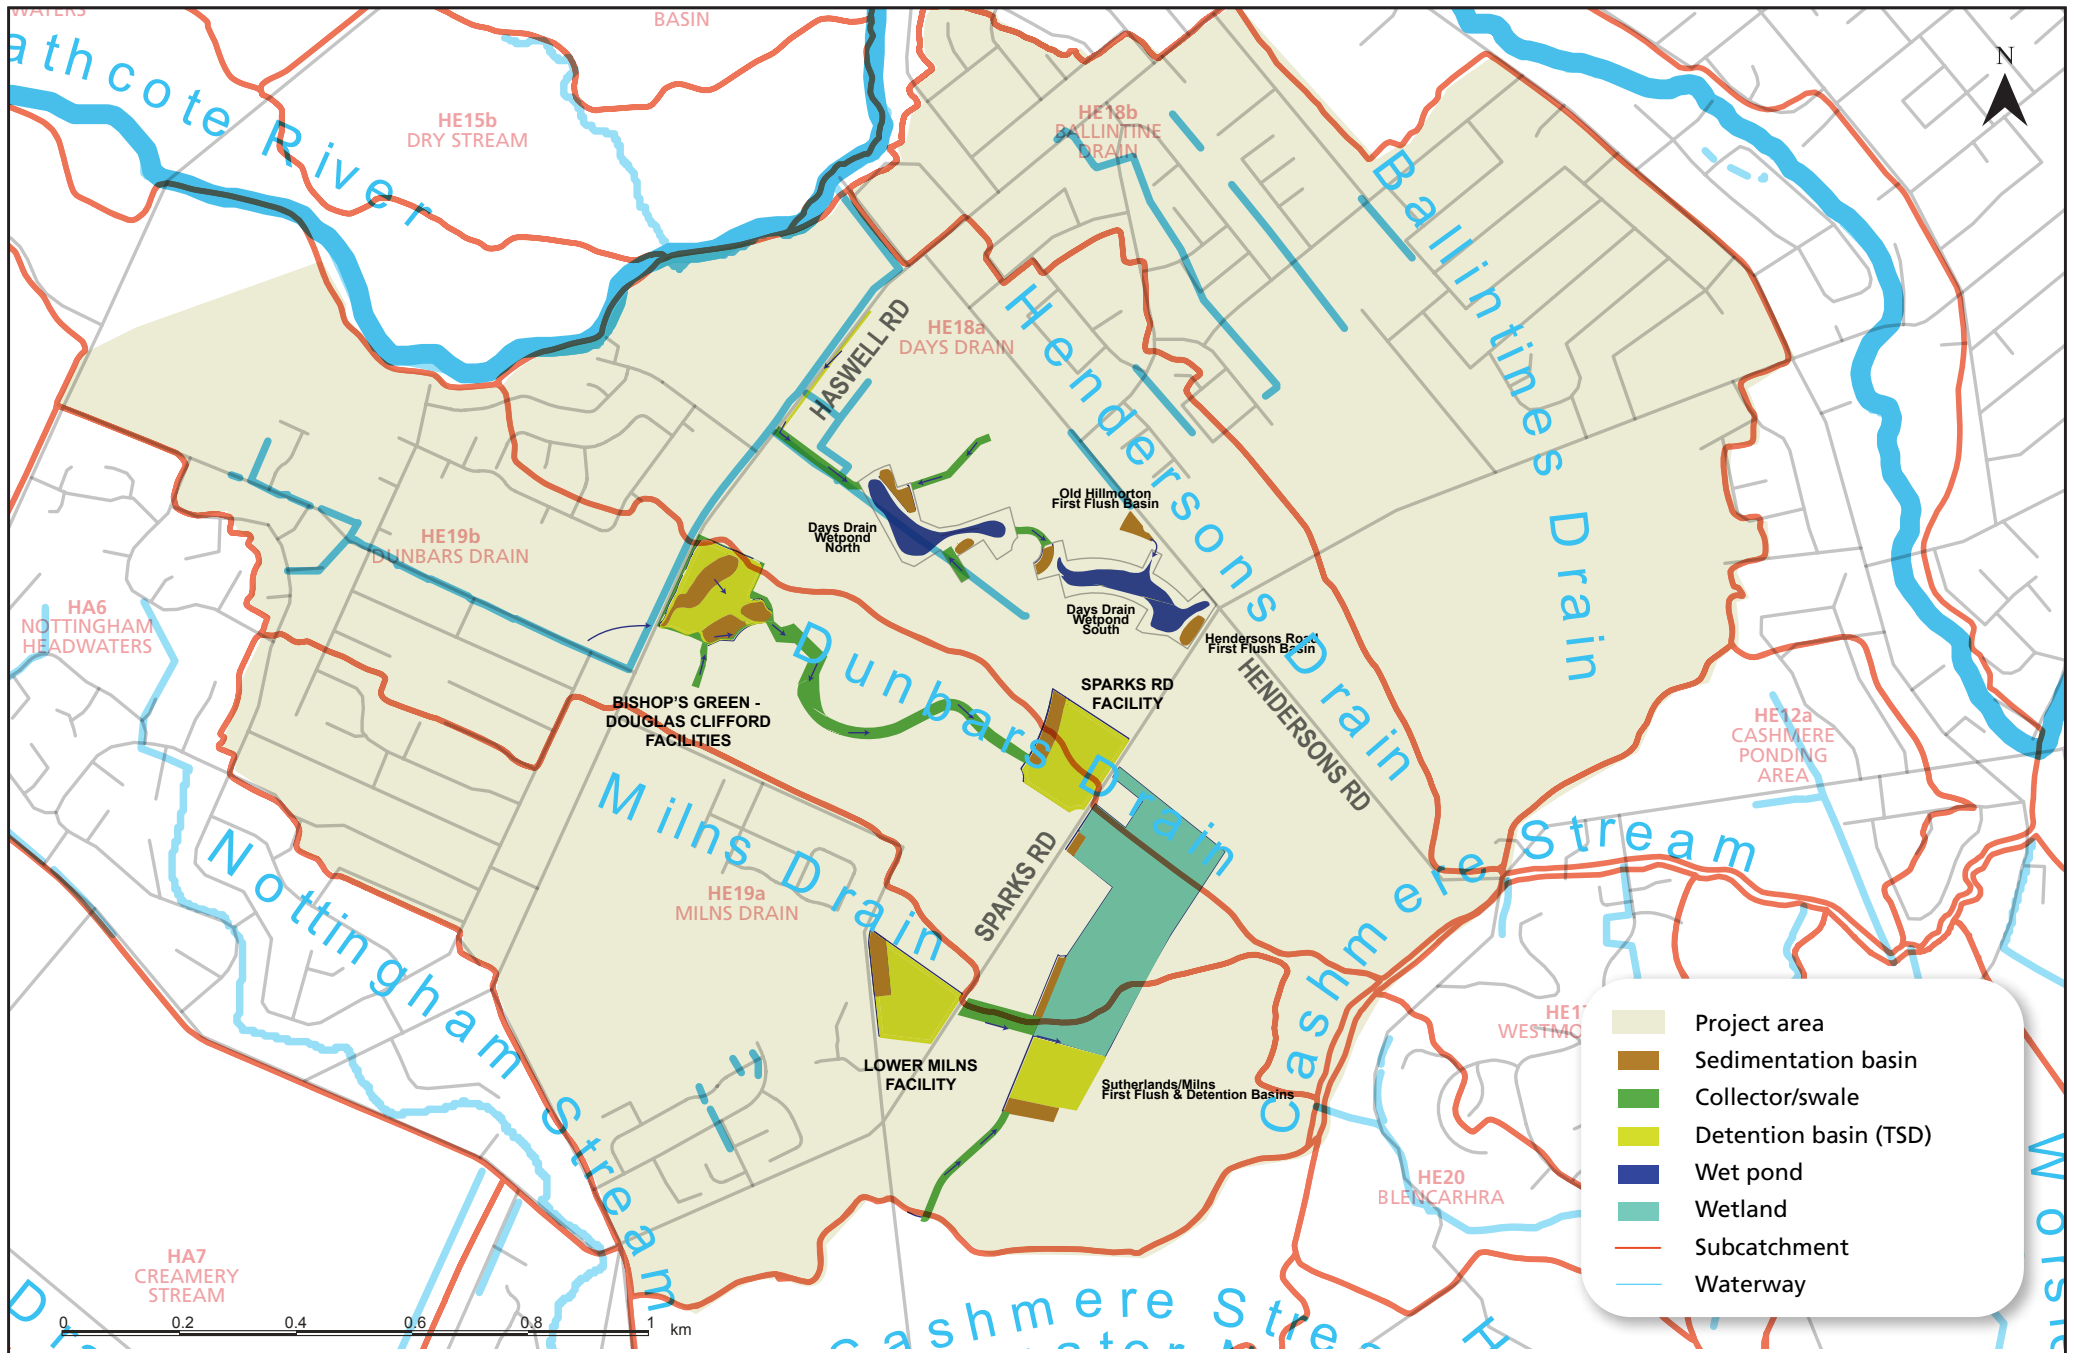 WATERS
BASIN
N
athcote River
HE15b
DRY STREAM
HE18b
BALLINTINE
DRAIN
Ballintines Drain
HASWELL RD
HE18a
DAYS DRAIN
Hendersons Drain
Old Hillmorton
First Flush Basin
Days Drain
Wetpond
North
HE19b
DUNBARS DRAIN
HA6
NOTTINGHAM
HEADWATERS
Days Drain
Wetpond
South
Hendersons Road
First Flush Basin
Dunbars Drain
HENDERSONS RD
SPARKS RD
FACILITY
BISHOP'S GREEN -
DOUGLAS CLIFFORD
FACILITIES
HE12a
CASHMERE
PONDING
AREA
Milns Drain
SPARKS RD
HE19a
MILNS DRAIN
Nottingham Stream
Cashmere Stream
LOWER MILNS
FACILITY
Sutherlands/Milns
First Flush & Detention Basins
HE17
WESTMO
HE20
BLENCARHRA
Project area
Sedimentation basin
Collector/swale
Detention basin (TSD)
Wet pond
Wetland
Subcatchment
Waterway
HA7
CREAMERY
STREAM
0 0.2 0.4 0.6 0.8 1 km
Cashmere Stre